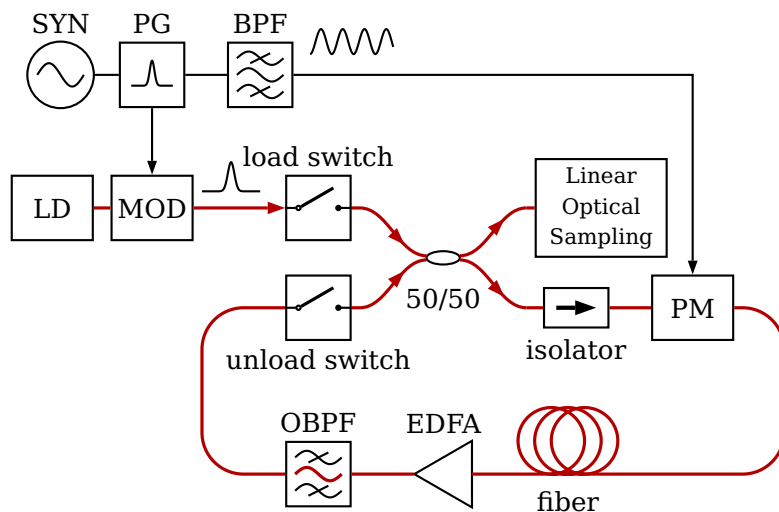 SYN
PG
BPF
load switch
LD
MOD
Linear
Optical
Sampling
50/50
PM
isolator
unload switch
OBPF
EDFA
fiber